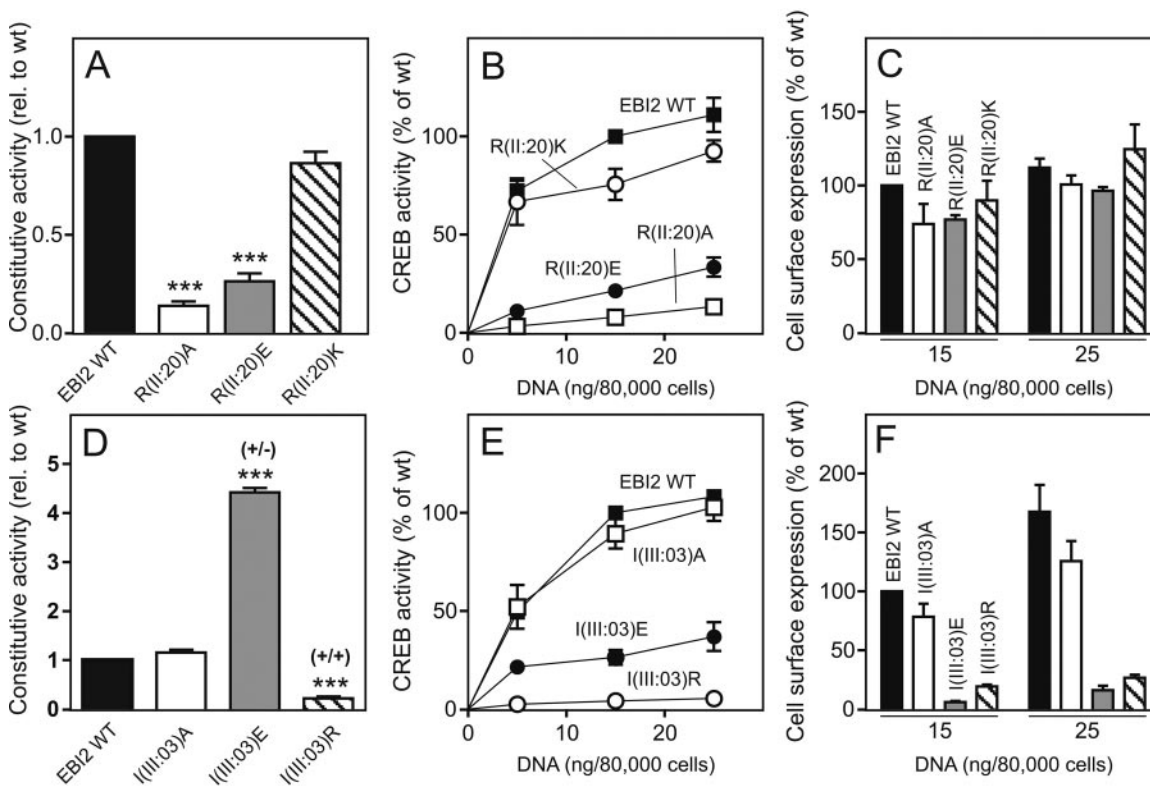 A
Constitutive activity (rel. to wt)
1.0
0.5
0.0
***
***
EBI2 WT
R(II:20)A
R(II:20)E
R(II:20)K
B
CREB activity (% of wt)
100
50
0
EBI2 WT
R(II:20)K
R(II:20)A
R(II:20)E
0
10
20
DNA (ng/80,000 cells)
C
Cell surface expression (% of wt)
150
100
50
0
EBI2 WT
R(II:20)A
R(II:20)E
R(II:20)K
15
25
DNA (ng/80,000 cells)
D
Constitutive activity (rel. to wt)
5
4
3
2
1
0
(+/-)
***
(+/+)
***
EBI2 WT
I(III:03)A
I(III:03)E
I(III:03)R
E
CREB activity (% of wt)
100
50
0
EBI2 WT
I(III:03)A
I(III:03)E
I(III:03)R
0
10
20
DNA (ng/80,000 cells)
F
Cell surface expression (% of wt)
200
150
100
50
0
EBI2 WT
I(III:03)A
I(III:03)E
I(III:03)R
15
25
DNA (ng/80,000 cells)